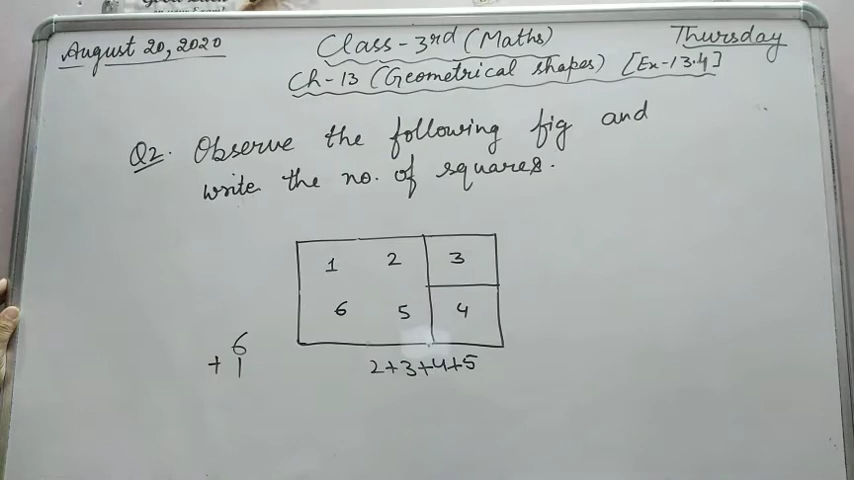 August 20, 2020
Class-3rd (Maths)
Thursday
Ch-13 (Geometrical shapes) [Ex-13.4]
Q2. Observe the following fig and
write the no. of squares.
1 2 3
6 5 4
6
+ 1
2+3+4+5